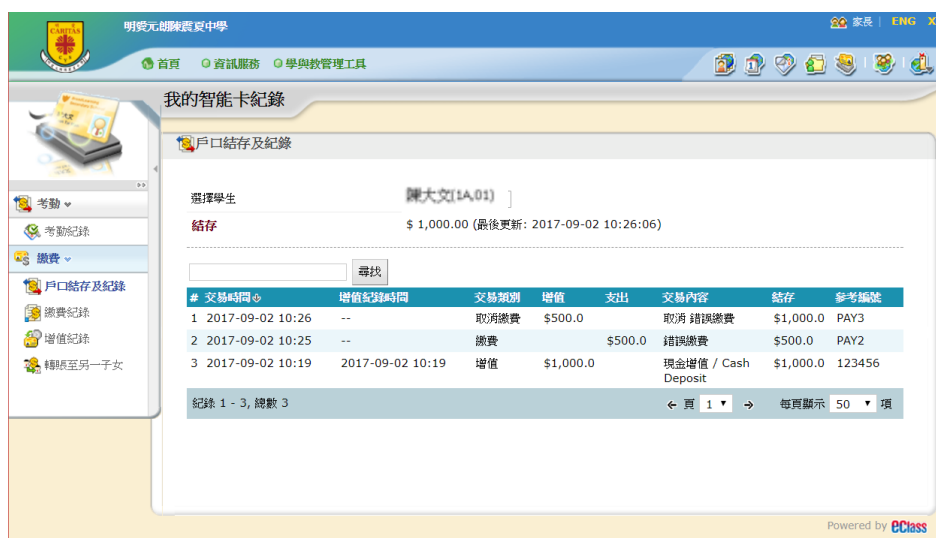 CARITAS
明愛元朗陳震夏中學
家長 | ENG X
首頁 資訊服務 學與教管理工具
我的智能卡紀錄
戶口結存及紀錄
考勤
考勤紀錄
繳費
戶口結存及紀錄
繳費紀錄
增值紀錄
轉賬至另一子女
選擇學生 陳大文(1A,01) ]
結存 $ 1,000.00 (最後更新: 2017-09-02 10:26:06)
尋找
# 交易時間 增值紀錄時間 交易類別 增值 支出 交易內容 結存 參考編號
1 2017-09-02 10:26 -- 取消繳費 $500.0 取消 錯誤繳費 $1,000.0 PAY3
2 2017-09-02 10:25 -- 繳費 $500.0 錯誤繳費 $500.0 PAY2
3 2017-09-02 10:19 2017-09-02 10:19 增值 $1,000.0 現金增值 / Cash Deposit $1,000.0 123456
紀錄 1 - 3, 總數 3 頁 1 每頁顯示 50 項
Powered by eClass